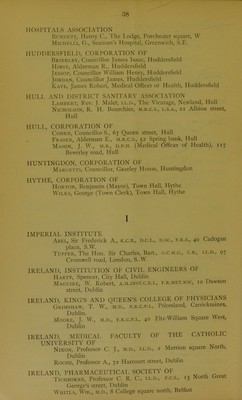 38
HOSPITALS ASSOCIATION
BURDETT, Henry C., The Lodge, Porchester square, W
MICHELLI, G., Seamen's Hospital, Greenwich, S.E.
HUDDERSFIELD, CORPORATION OF
BERKELEY, Councillor James Isaac, Huddersfield
HIRST, Alderman R., Huddersfield
JESSOP, Councillor William Henry, Huddersfield
JORDAN, Councillor James, Huddersfield
KAYE, James Robert, Medical Officer of Health, Huddersfield
HULL AND DISTRICT SANITARY ASSOCIATION
LAMBERT, Rev. J. Malet, LL.D., The Vicarage, Newland, Hull
NICHOLSON, R. H. Bourchier, M.R.C.S., L.S.A., 21 Albion street,
Hull
HULL, CORPORATION OF
COHEN, Councillor S., 65 Queen street, Hull
FRASER, Alderman E., M.R.C.S., 52 Spring bank, Hull
MASON, J. W., M.B., D.P.H. (Medical Officer of Health), 115
Beverley road, Hull
HUNTINGDON, CORPORATION OF
MARGETTS, Councillor, Gazeley House, Huntingdon
HYTHE, CORPORATION OF
HORTON, Benjamin (Mayor), Town Hall, Hythe
WILKS, George (Town Clerk), Town Hall, Hythe
I
IMPERIAL INSTITUTE
ABEL, Sir Frederick A., K.C.B., D.C.L., D.SC., F.R.S., 40 Cadogan
place, S.W.
TUPPER, The Hon. Sir Charles, Bart., G.C.M.G., C.B., LL.D., 97
Cromwell road, London, S.W
IRELAND, INSTITUTION OF CIVIL ENGINEERS OF
HARTY, Spencer, City Hall, Dublin
MAGUIRE, W. Robert, A.M.INST.C.E.I., F.R.MET.SOC., 10 Dawson
street, Dublin
IRELAND, KING'S AND QUEEN'S COLLEGE OF PHYSICIANS
GRIMSHAW, T. W., M.D., F.K.Q.C.P.I., Priorsland, Carrickmines,
Dublin.
MOORE, J. W., M.D., F.K.Q.C.P.I., 40 Fitz-William Square West,
Dublin
IRELAND, MEDICAL FACULTY OF THE CATHOLIC
UNIVERSITY OF
NIXON, Professor C. J., M.B., LL.D., 2 Merrion square North,
Dublin
ROCHE, Professor A., 72 Harcourt street, Dublin
IRELAND, PHARMACEUTICAL SOCIETY OF
TICHBORNE, Professor C. R. C., LL.D., F.C.S., 15 North Great
George's street, Dublin
WHITLA, Wm., M.D., 8 College square north, Belfast